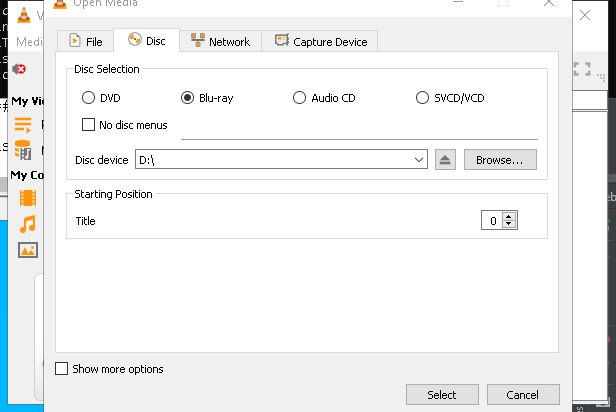 Open Media
Medi
File
Disc
Network
Capture Device
Disc Selection
DVD
Blu-ray
Audio CD
SVCD/VCD
My Vi
No disc menus
Disc device
D:\
Browse...
My Co
Starting Position
Title
0
Show more options
Select
Cancel